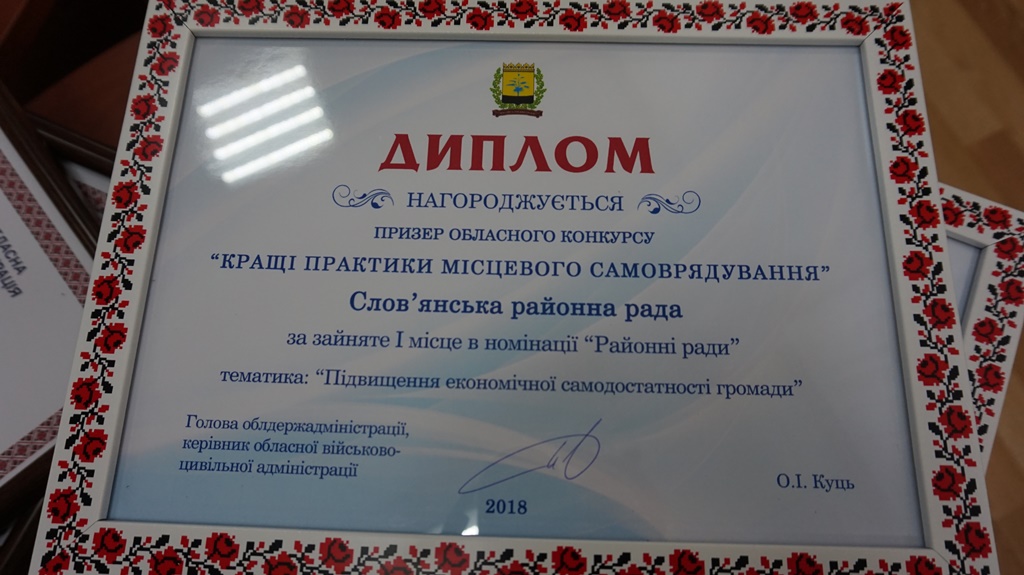 ДИПЛОМ
НАГОРОДЖУЄТЬСЯ
ПРИЗЕР ОБЛАСНОГО КОНКУРСУ
“КРАЩІ ПРАКТИКИ МІСЦЕВОГО САМОВРЯДУВАННЯ”
Слов’янська районна рада
за зайняте I місце в номінації “Районні ради”
тематика: “Підвищення економічної самодостатності громади”
Голова облдержадміністрації,
керівник обласної військово-
цивільної адміністрації
О.І. Куць
2018